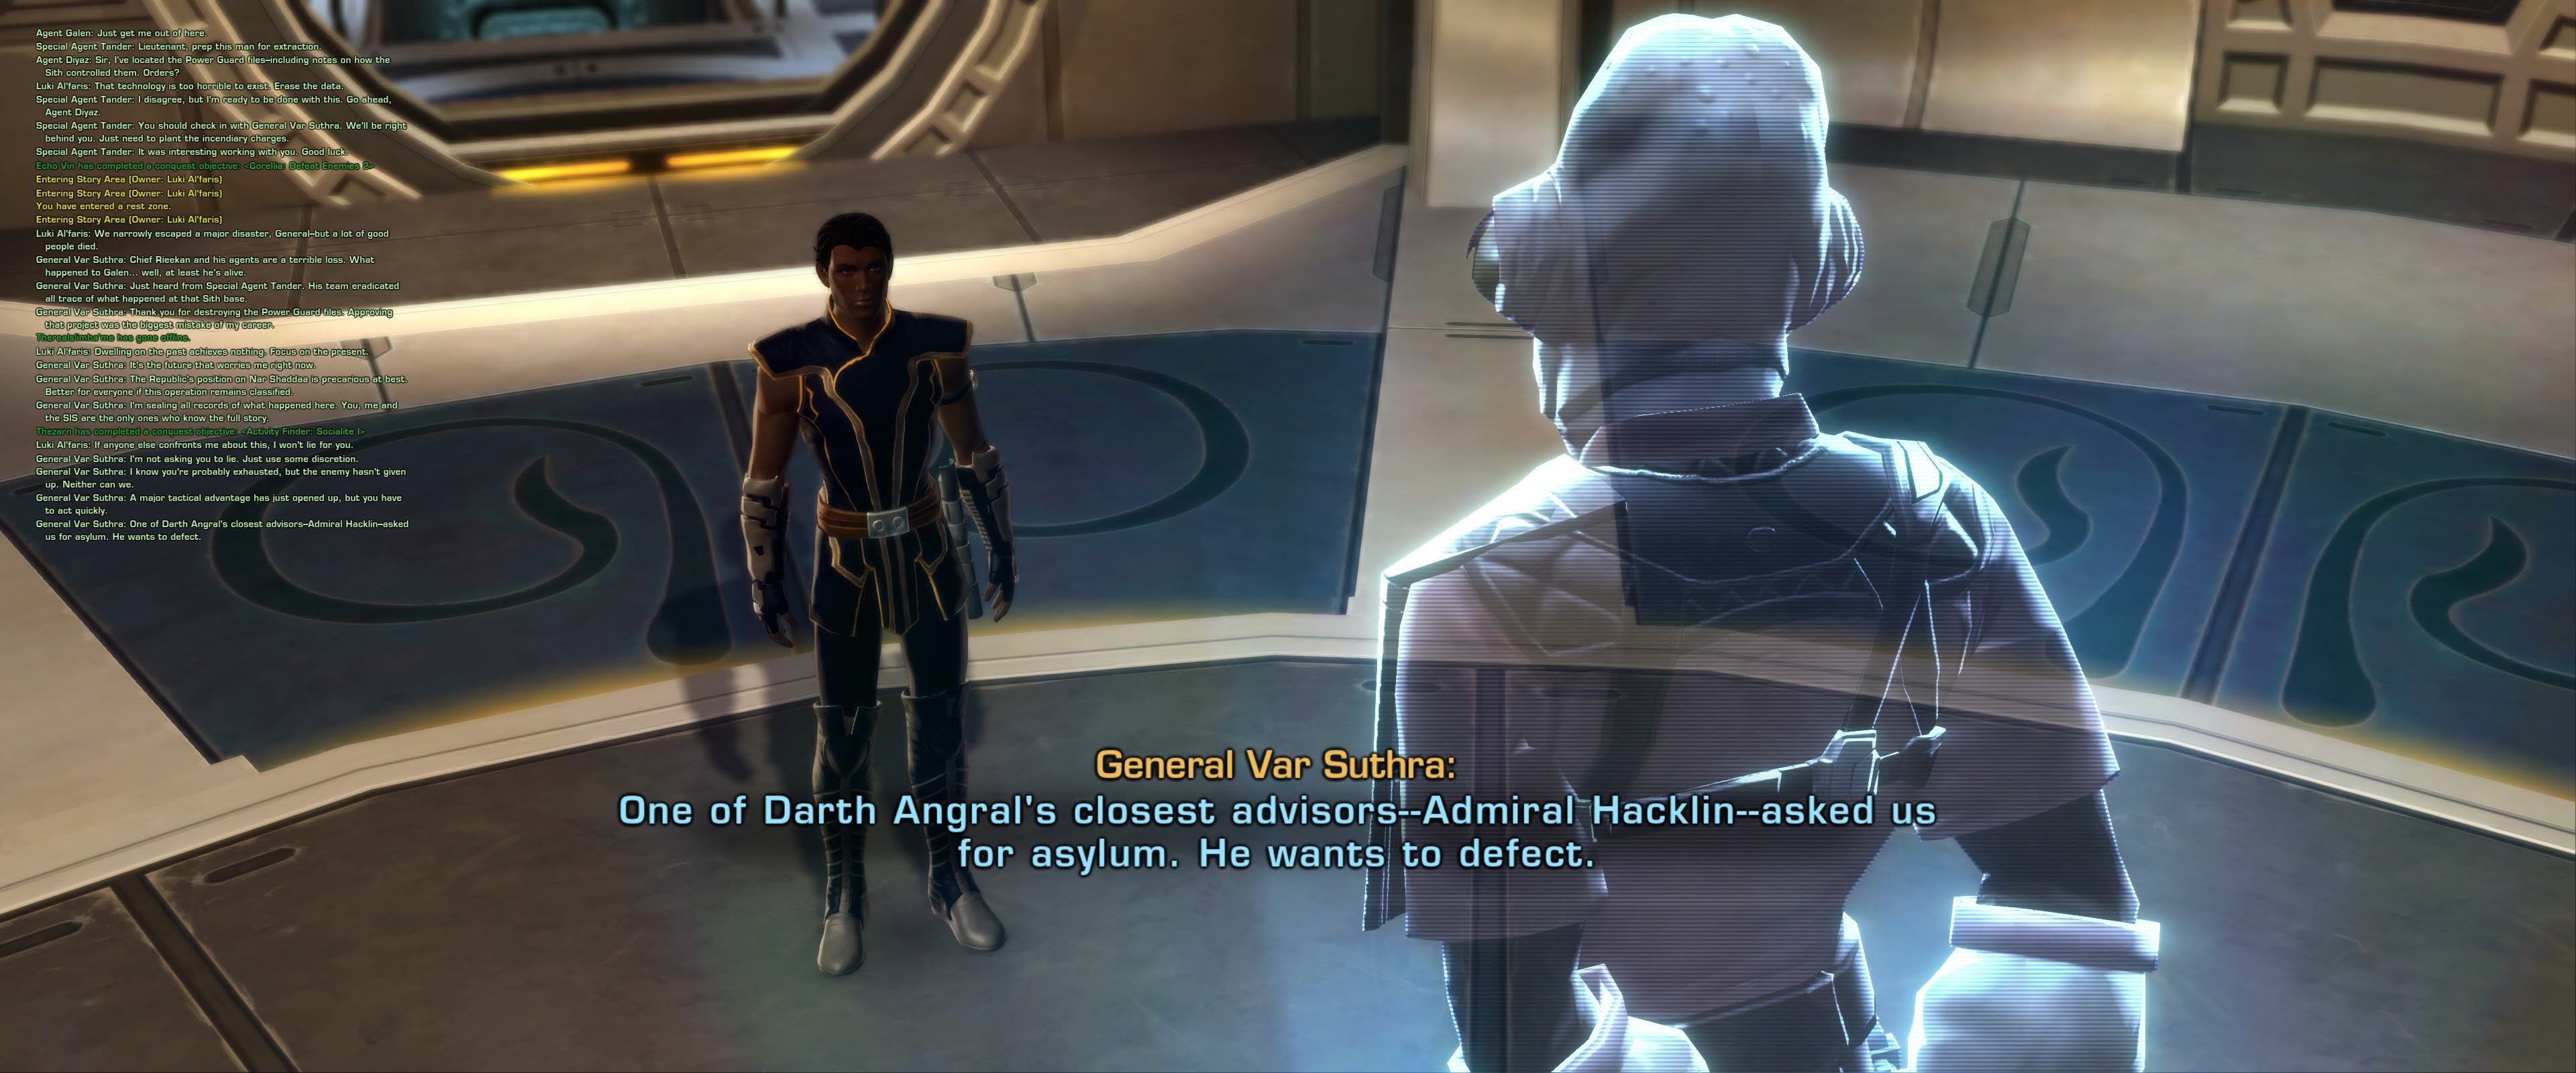 Agent Galen: Just get me out of here.
Special Agent Tander: Lieutenant, prep this man for extraction.
Agent Diyaz: Sir, I've located the Power Guard files–including notes on how the
Sith controlled them. Orders?
Luki Al'faris: That technology is too horrible to exist. Erase the data.
Special Agent Tander: I disagree, but I'm ready to be done with this. Go ahead,
Agent Diyaz.
Special Agent Tander: You should check in with General Var Suthra. We'll be right
behind you. Just need to plant the incendiary charges.
Special Agent Tander: It was interesting working with you. Good luck.
Echo Vin has completed a conquest objective: <Corellia: Defeat Enemies 2>
Entering Story Area (Owner: Luki Al'faris)
Entering Story Area (Owner: Luki Al'faris)
You have entered a rest zone.
Entering Story Area (Owner: Luki Al'faris)
Luki Al'faris: We narrowly escaped a major disaster, General–but a lot of good
people died.
General Var Suthra: Chief Rieekan and his agents are a terrible loss. What
happened to Galen... well, at least he's alive.
General Var Suthra: Just heard from Special Agent Tander. His team eradicated
all trace of what happened at that Sith base.
General Var Suthra: Thank you for destroying the Power Guard files. Approving
that project was the biggest mistake of my career.
has gone offline.
Luki Al'faris: Dwelling on the past achieves nothing. Focus on the present.
General Var Suthra: It's the future that worries me right now.
General Var Suthra: The Republic's position on Nar Shaddaa is precarious at best.
Better for everyone if this operation remains classified.
General Var Suthra: I'm sealing all records of what happened here. You, me and
the SIS are the only ones who know the full story.
Thezarn has completed a conquest objective: <Activity Finder: Socialite I>
Luki Al'faris: If anyone else confronts me about this, I won't lie for you.
General Var Suthra: I'm not asking you to lie. Just use some discretion.
General Var Suthra: I know you're probably exhausted, but the enemy hasn't given
up. Neither can we.
General Var Suthra: A major tactical advantage has just opened up, but you have
to act quickly.
General Var Suthra: One of Darth Angral's closest advisors–Admiral Hacklin–asked
us for asylum. He wants to defect.
General Var Suthra:
One of Darth Angral's closest advisors--Admiral Hacklin--asked us
for asylum. He wants to defect.